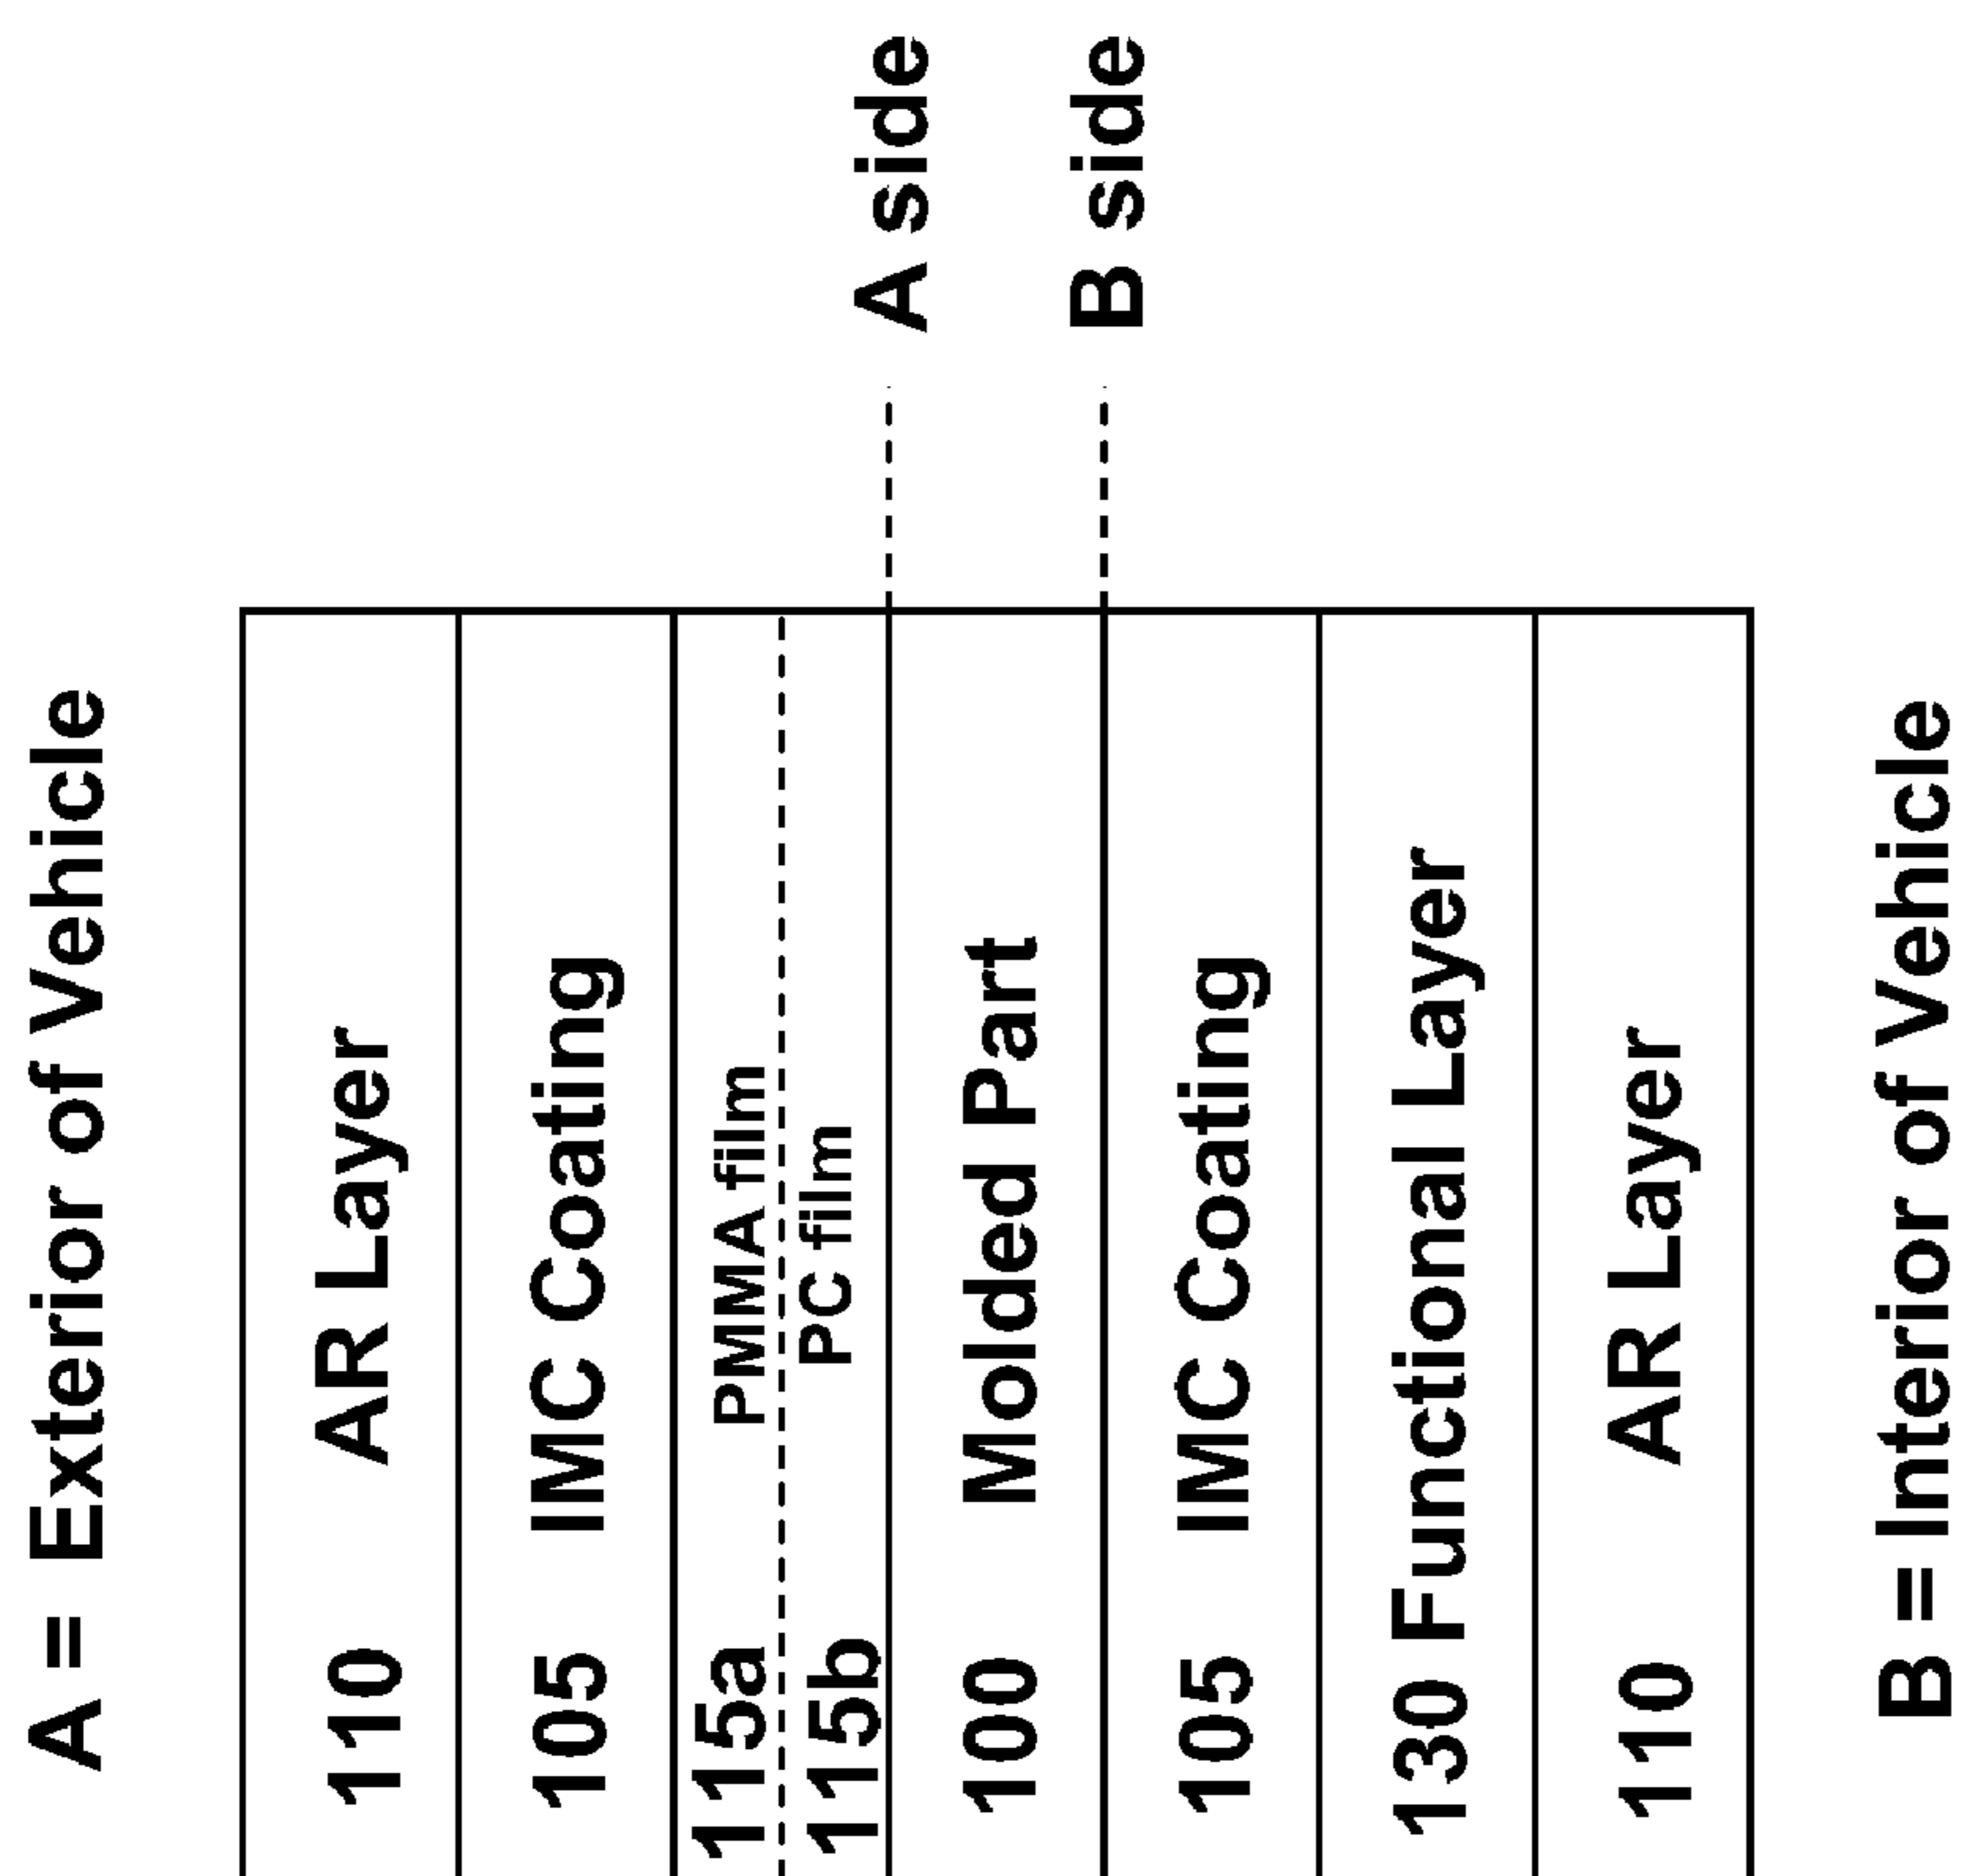 A = Exterior of Vehicle
110 AR Layer
105 IMC Coating
115a PMMA film
115b PC film
A side
100 Molded Part
B side
105 IMC Coating
130 Functional Layer
110 AR Layer
B = Interior of Vehicle